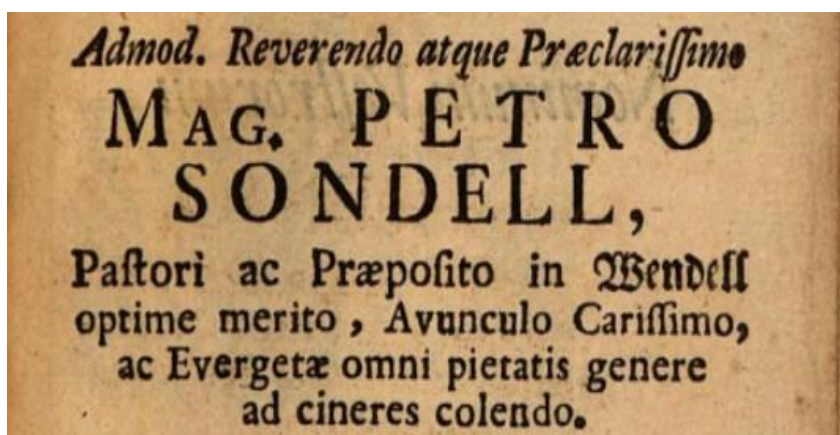 Admod. Reverendo atque Præclariſſimo
MAG. PETRO
SONDELL,
Paſtori ac Præpoſito in Wendell
optime merito, Avunculo Cariſſimo,
ac Evergetæ omni pietatis genere
ad cineres colendo.